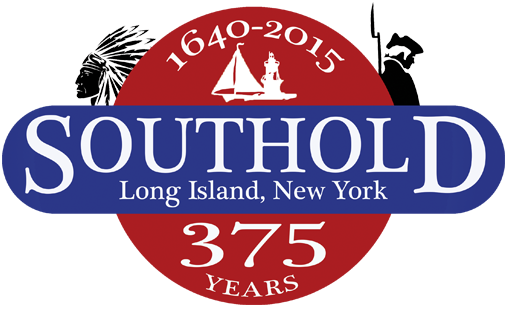 1640-2015
SOUTHOLD
Long Island, New York
375
YEARS